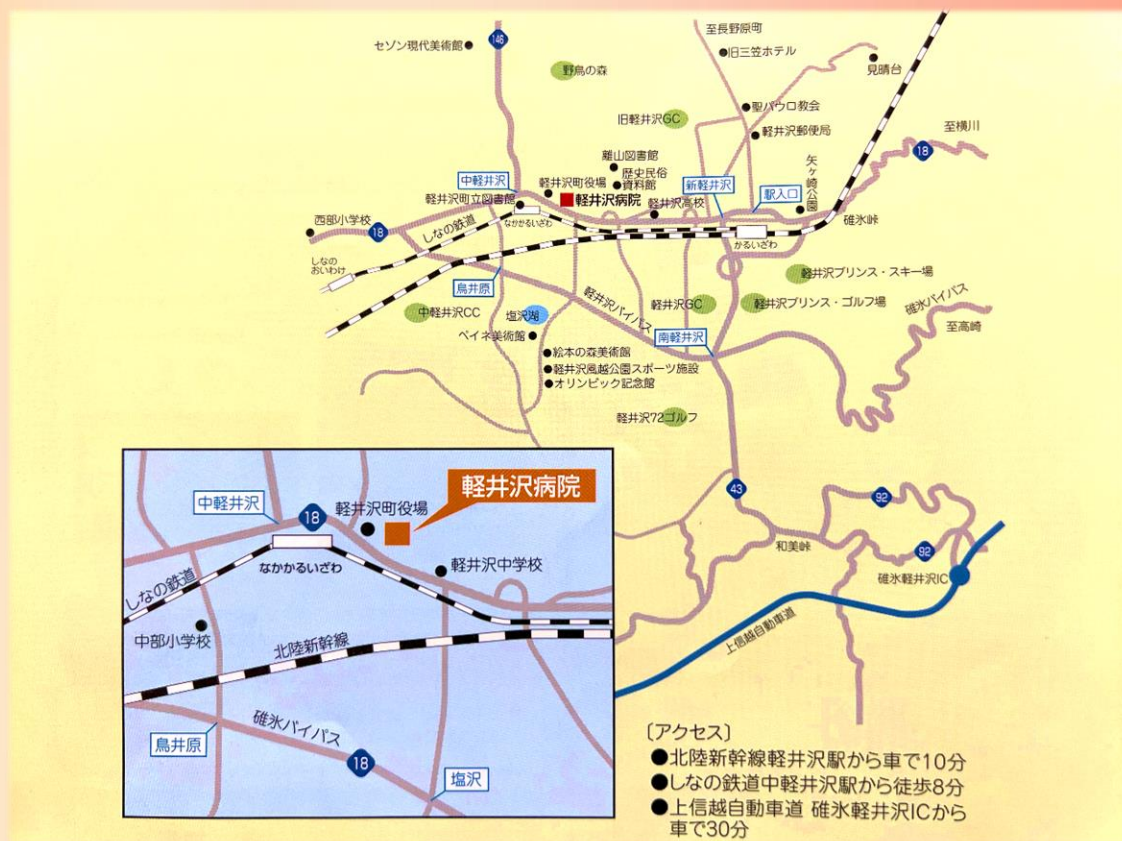 至長野原町
セゾン現代美術館
146
旧三笠ホテル
野鳥の森
見晴台
聖パウロ教会
旧軽井沢GC
軽井沢郵便局
至横川
18
離山図書館
歴史民俗
資料館
矢ヶ崎公園
中軽井沢
軽井沢町役場
新軽井沢
駅入口
軽井沢町立図書館
軽井沢病院
軽井沢高校
西部小学校
18
しなの鉄道
なかかるいざわ
碓氷峠
かるいざわ
しなの
おいわけ
鳥井原
軽井沢プリンス・スキー場
中軽井沢CC
塩沢湖
軽井沢バイパス
軽井沢GC
軽井沢プリンス・ゴルフ場
碓氷バイパス
至高崎
ペイネ美術館
南軽井沢
絵本の森美術館
軽井沢風越公園スポーツ施設
オリンピック記念館
軽井沢72ゴルフ
43
92
和美峠
92
碓氷軽井沢IC
上信越自動車道
軽井沢病院
中軽井沢
18
軽井沢町役場
なかかるいざわ
軽井沢中学校
しなの鉄道
中部小学校
北陸新幹線
碓氷バイパス
鳥井原
18
塩沢
〔アクセス〕
●北陸新幹線軽井沢駅から車で10分
●しなの鉄道中軽井沢駅から徒歩8分
●上信越自動車道 碓氷軽井沢ICから
車で30分